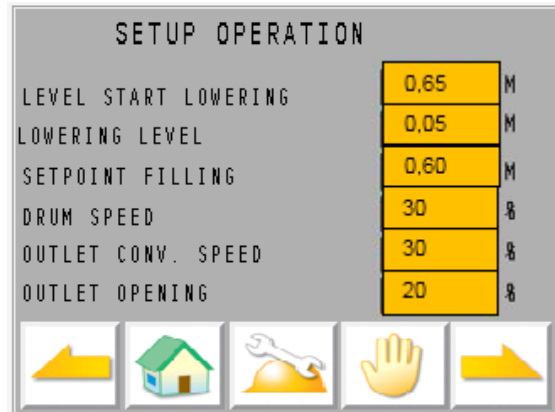 SETUP OPERATION
LEVEL START LOWERING 0,65 M
LOWERING LEVEL 0,05 M
SETPOINT FILLING 0,60 M
DRUM SPEED 30 %
OUTLET CONV. SPEED 30 %
OUTLET OPENING 20 %